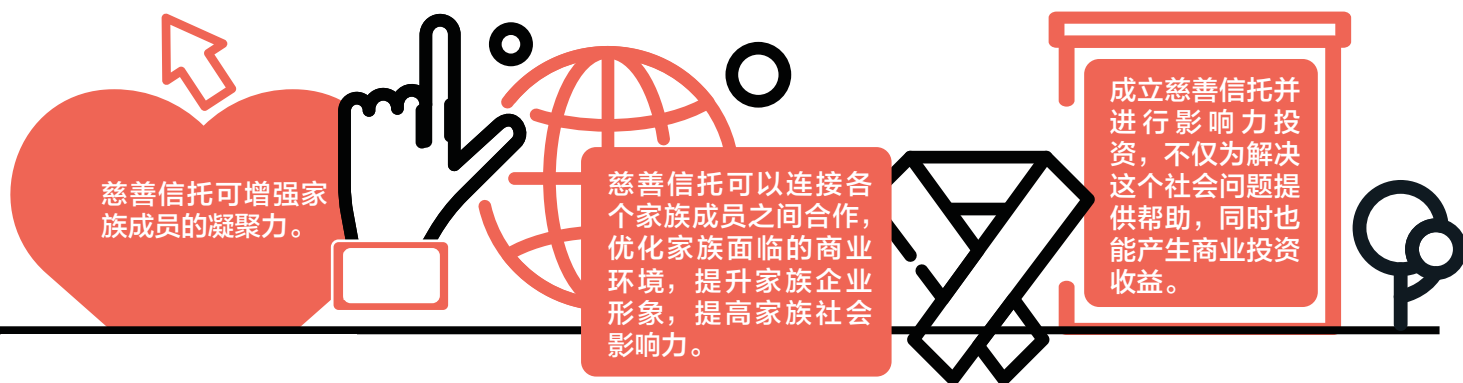 慈善信托可增强家
族成员的凝聚力。
慈善信托可以连接各
个家族成员之间合作，
优化家族面临的商业
环境，提升家族企业
形象，提高家族社会
影响力。
成立慈善信托并
进行影响力投
资，不仅为解决
这个社会问题提
供帮助，同时也
能产生商业投资
收益。